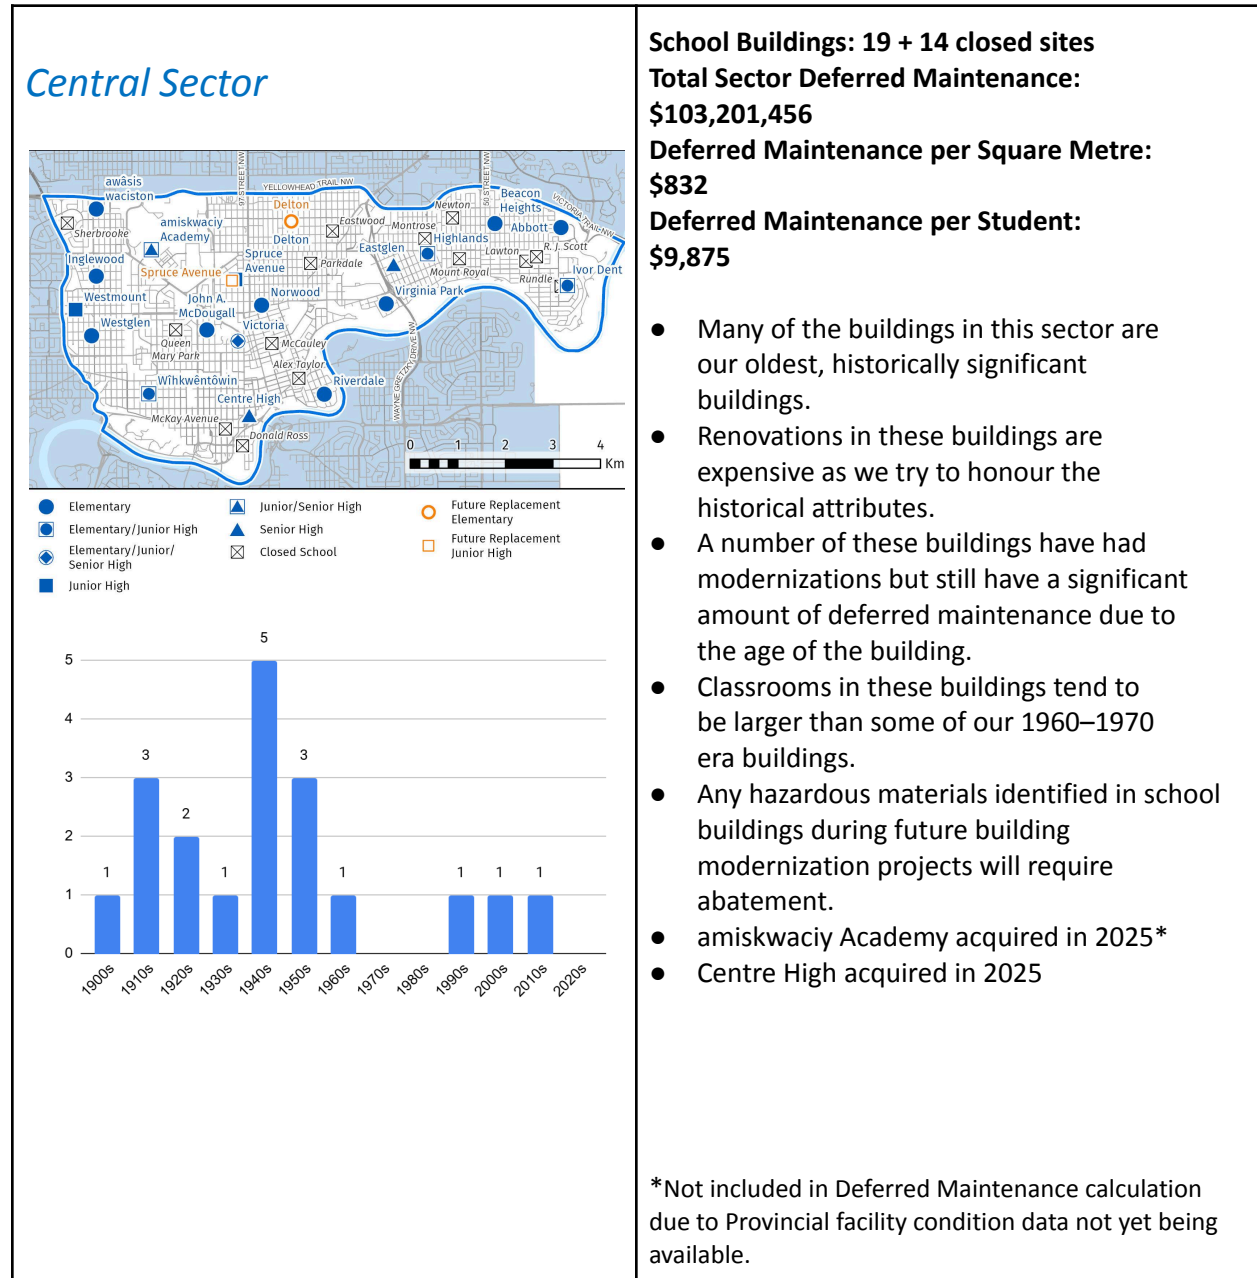 Central Sector
97 STREET NW
YELLOWHEAD TRAIL NW
50 STREET NW
VICTORIA TRAIL NW
WAYNE GRETZKY DRIVE NW
awâsis
waciston
Sherbrooke
amiskwaciy
Academy
Delton
Delton
Eastwood
Newton
Montrose
Beacon
Heights
Abbott
Highlands
Eastglen
R. J. Scott
Lawton
Inglewood
Spruce
Avenue
Spruce Avenue
Parkdale
Mount Royal
Rundle
Ivor Dent
Westmount
John A.
McDougall
Norwood
Virginia Park
Westglen
Queen
Mary Park
Victoria
McCauley
Alex Taylor
Wîhkwêntôwin
Centre High
Riverdale
McKay Avenue
Donald Ross
0 1 2 3 4
Km
Elementary
Elementary/Junior High
Elementary/Junior/
Senior High
Junior High
Junior/Senior High
Senior High
Closed School
Future Replacement
Elementary
Future Replacement
Junior High
5
4
3
2
1
0
1
3
2
1
5
3
1
1
1
1
1900s
1910s
1920s
1930s
1940s
1950s
1960s
1970s
1980s
1990s
2000s
2010s
2020s
School Buildings: 19 + 14 closed sites
Total Sector Deferred Maintenance:
$103,201,456
Deferred Maintenance per Square Metre:
$832
Deferred Maintenance per Student:
$9,875
● Many of the buildings in this sector are
our oldest, historically significant
buildings.
● Renovations in these buildings are
expensive as we try to honour the
historical attributes.
● A number of these buildings have had
modernizations but still have a significant
amount of deferred maintenance due to
the age of the building.
● Classrooms in these buildings tend to
be larger than some of our 1960–1970
era buildings.
● Any hazardous materials identified in school
buildings during future building
modernization projects will require
abatement.
● amiskwaciy Academy acquired in 2025*
● Centre High acquired in 2025
*Not included in Deferred Maintenance calculation
due to Provincial facility condition data not yet being
available.